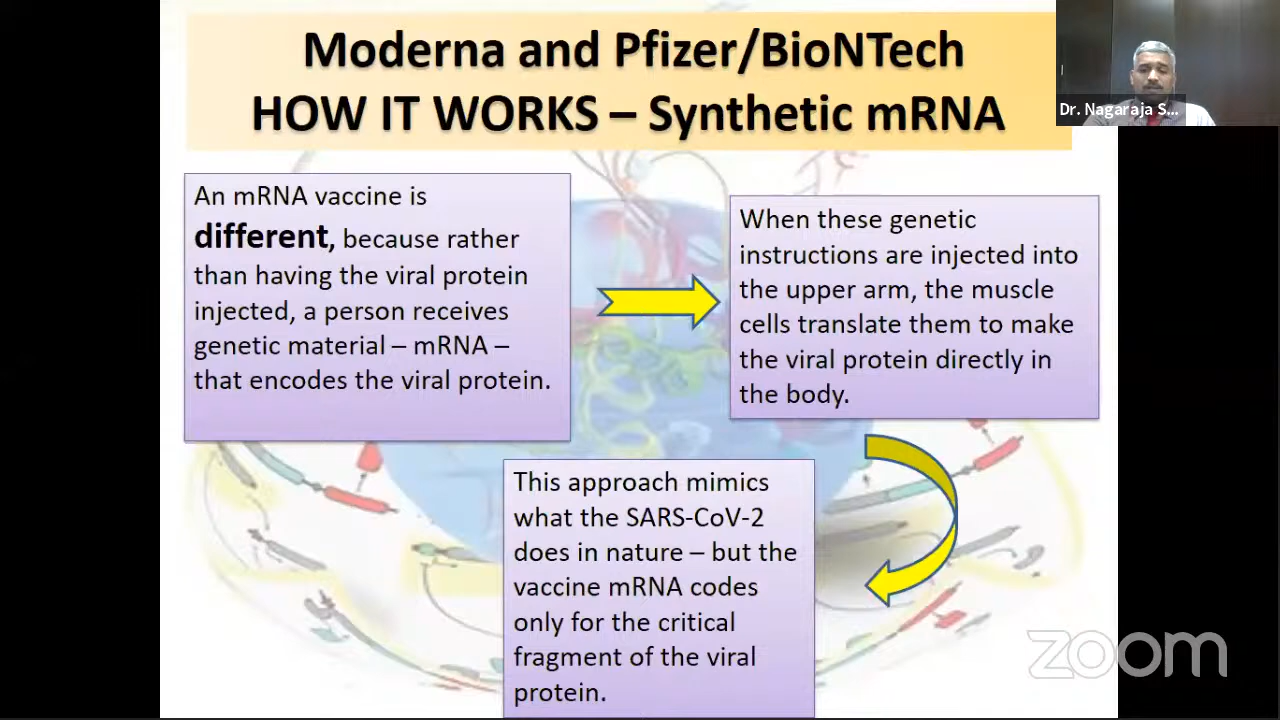 Moderna and Pfizer/BioNTech
HOW IT WORKS – Synthetic mRNA
Dr. Nagaraja S...
An mRNA vaccine is
different, because rather
than having the viral protein
injected, a person receives
genetic material – mRNA –
that encodes the viral protein.
When these genetic
instructions are injected into
the upper arm, the muscle
cells translate them to make
the viral protein directly in
the body.
This approach mimics
what the SARS-CoV-2
does in nature – but the
vaccine mRNA codes
only for the critical
fragment of the viral
protein.
zoom